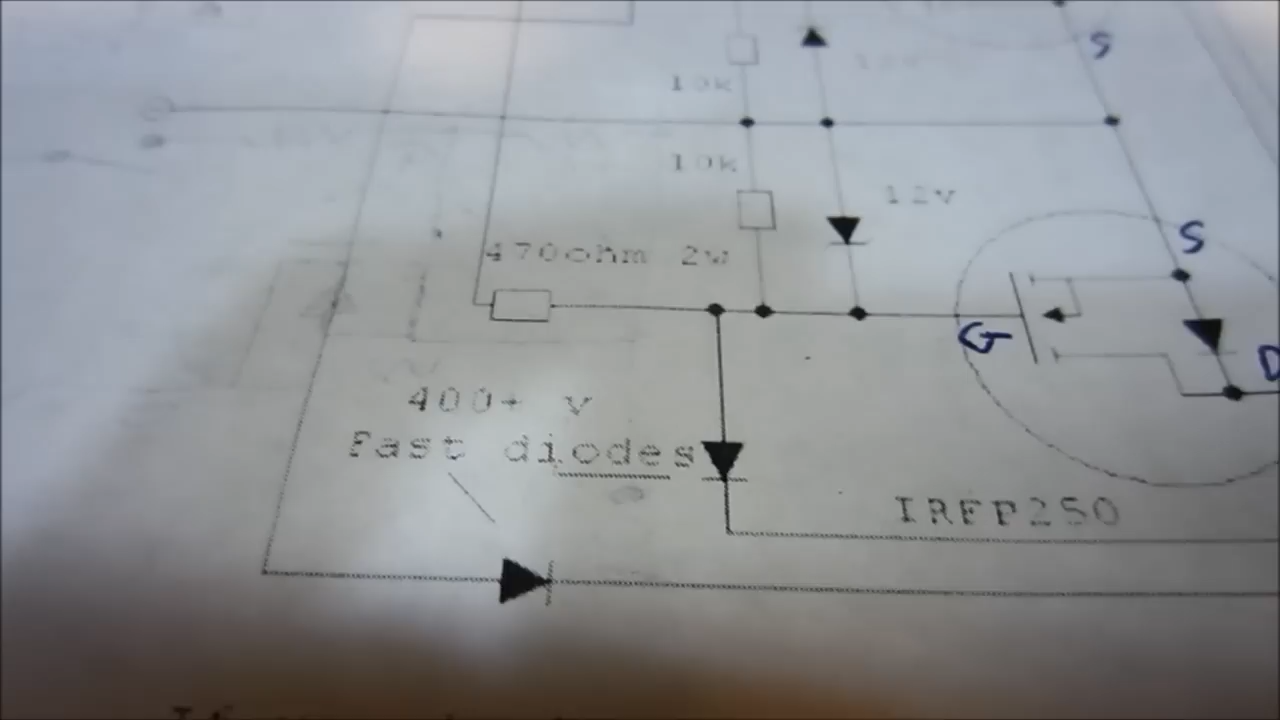 S
10k
10k
12v
S
470ohm 2w
G
D
400+ v
Fast diodes
IRFP250